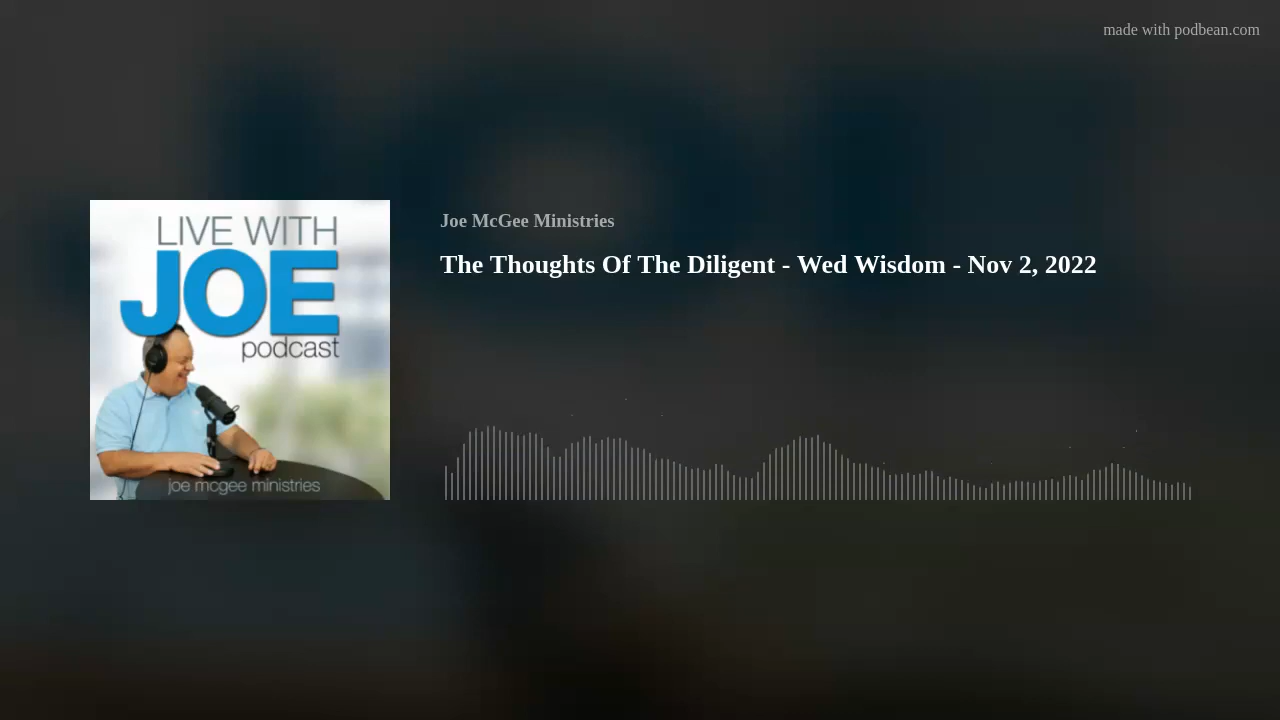 made with podbean.com
LIVE WITH
JOE
podcast
joe mcgee ministries
Joe McGee Ministries
The Thoughts Of The Diligent - Wed Wisdom - Nov 2, 2022